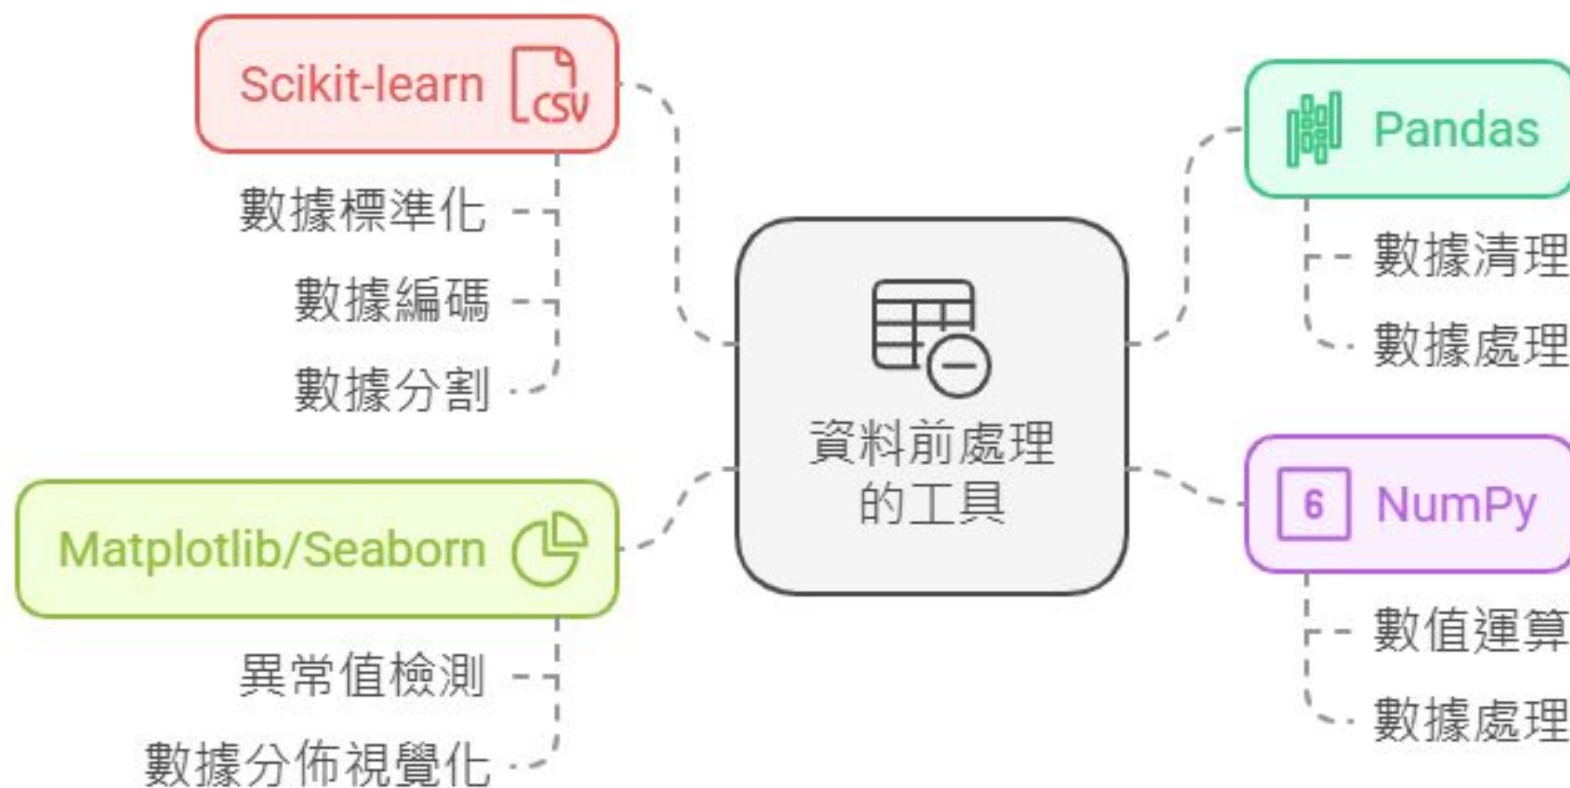 Scikit-learn
CSV
數據標準化
數據編碼
數據分割
Matplotlib/Seaborn
異常值檢測
數據分佈視覺化
資料前處理
的工具
Pandas
數據清理
數據處理
6
NumPy
數值運算
數據處理